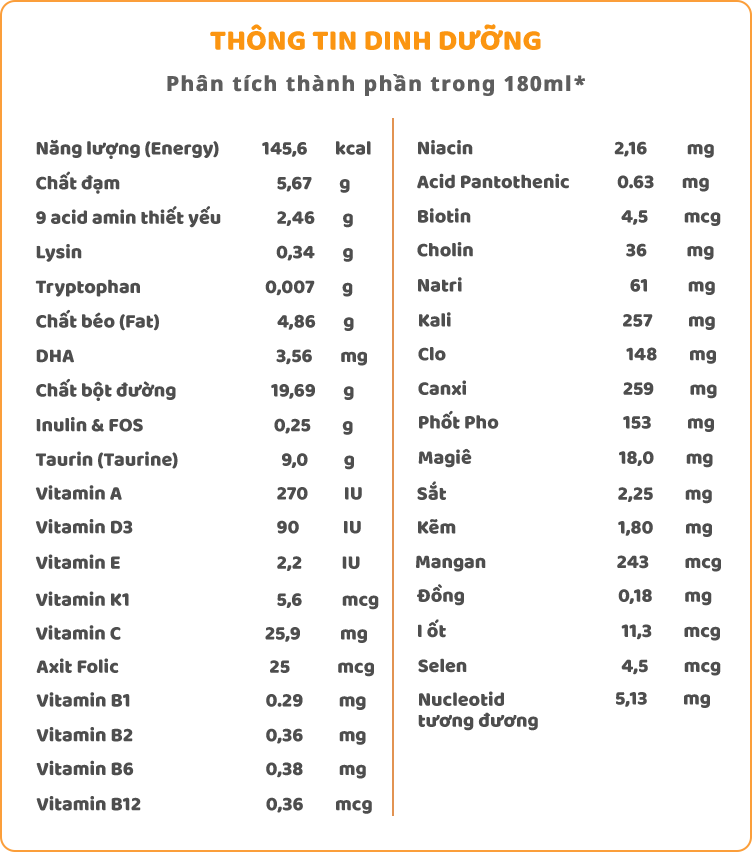 THÔNG TIN DINH DƯỠNG
Phân tích thành phần trong 180ml*
Năng lượng (Energy) 145,6 kcal
Chất đạm 5,67 g
9 acid amin thiết yếu 2,46 g
Lysin 0,34 g
Tryptophan 0,007 g
Chất béo (Fat) 4,86 g
DHA 3,56 mg
Chất bột đường 19,69 g
Inulin & FOS 0,25 g
Taurin (Taurine) 9,0 g
Vitamin A 270 IU
Vitamin D3 90 IU
Vitamin E 2,2 IU
Vitamin K1 5,6 mcg
Vitamin C 25,9 mg
Axit Folic 25 mcg
Vitamin B1 0.29 mg
Vitamin B2 0,36 mg
Vitamin B6 0,38 mg
Vitamin B12 0,36 mcg
Niacin 2,16 mg
Acid Pantothenic 0.63 mg
Biotin 4,5 mcg
Cholin 36 mg
Natri 61 mg
Kali 257 mg
Clo 148 mg
Canxi 259 mg
Phốt Pho 153 mg
Magiê 18,0 mg
Sắt 2,25 mg
Kẽm 1,80 mg
Mangan 243 mcg
Đồng 0,18 mg
I ốt 11,3 mcg
Selen 4,5 mcg
Nucleotid 5,13 mg
tương đương